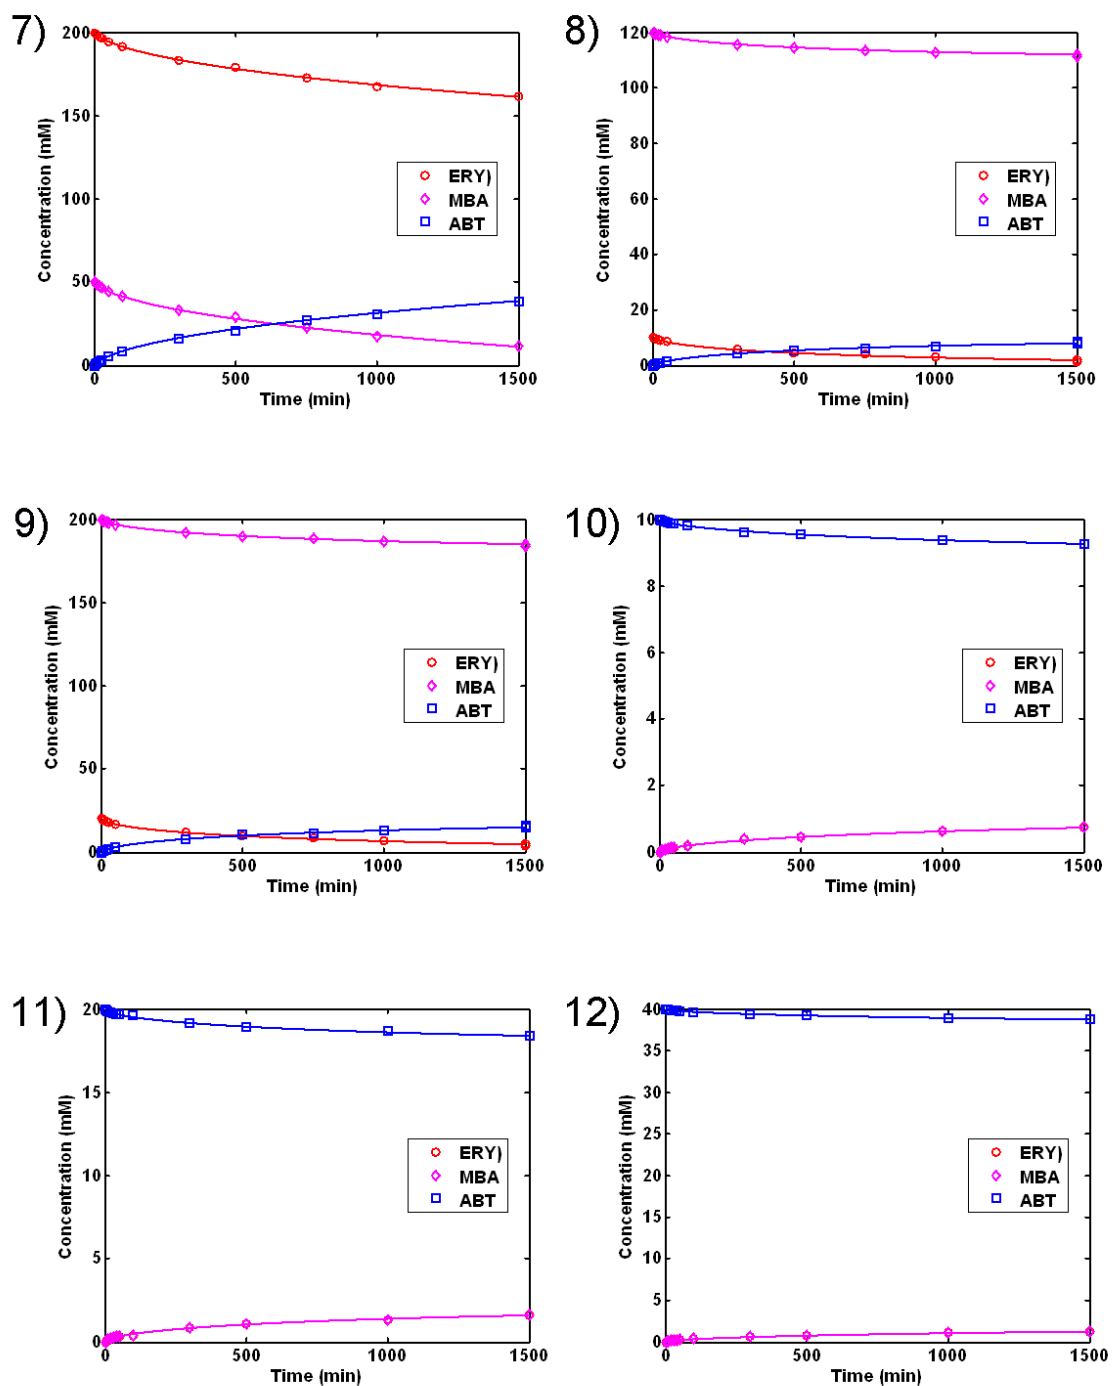 7)
200
150
100
50
0
Concentration (mM)
ERY)
MBA
ABT
0 500 1000 1500
Time (min)
8)
120
100
80
60
40
20
0
Concentration (mM)
ERY)
MBA
ABT
0 500 1000 1500
Time (min)
9)
200
150
100
50
0
Concentration (mM)
ERY)
MBA
ABT
0 500 1000 1500
Time (min)
10)
10
8
6
4
2
0
Concentration (mM)
ERY)
MBA
ABT
0 500 1000 1500
Time (min)
11)
20
15
10
5
0
Concentration (mM)
ERY)
MBA
ABT
0 500 1000 1500
Time (min)
12)
40
35
30
25
20
15
10
5
0
Concentration (mM)
ERY)
MBA
ABT
0 500 1000 1500
Time (min)